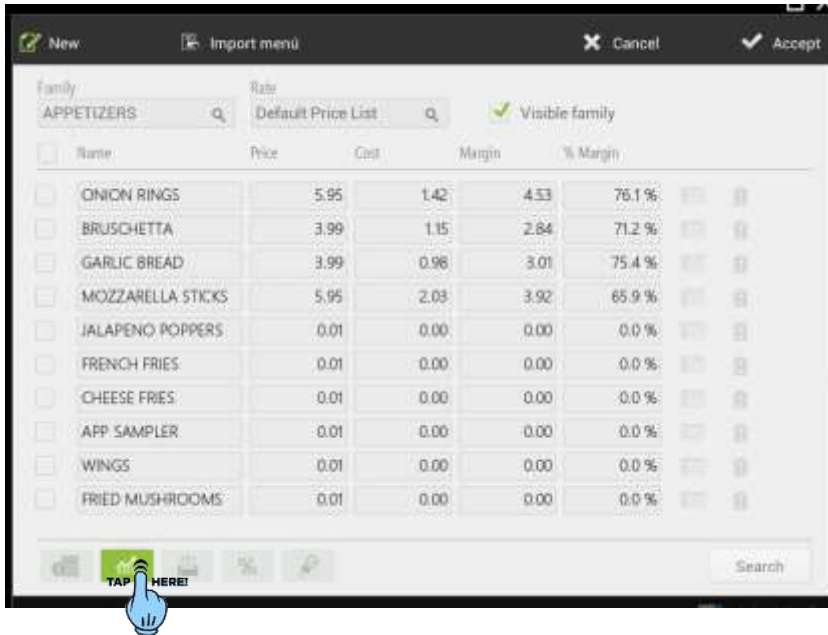 New Import menú Cancel Accept
Family Rate
APPETIZERS Default Price List Visible family
Name Price Cost Margin % Margin
ONION RINGS 5.95 1.42 4.53 76.1 %
BRUSCHETTA 3.99 1.15 2.84 71.2 %
GARLIC BREAD 3.99 0.98 3.01 75.4 %
MOZZARELLA STICKS 5.95 2.03 3.92 65.9 %
JALAPENO POPPERS 0.01 0.00 0.00 0.0 %
FRENCH FRIES 0.01 0.00 0.00 0.0 %
CHEESE FRIES 0.01 0.00 0.00 0.0 %
APP SAMPLER 0.01 0.00 0.00 0.0 %
WINGS 0.01 0.00 0.00 0.0 %
FRIED MUSHROOMS 0.01 0.00 0.00 0.0 %
% Search
TAP HERE!